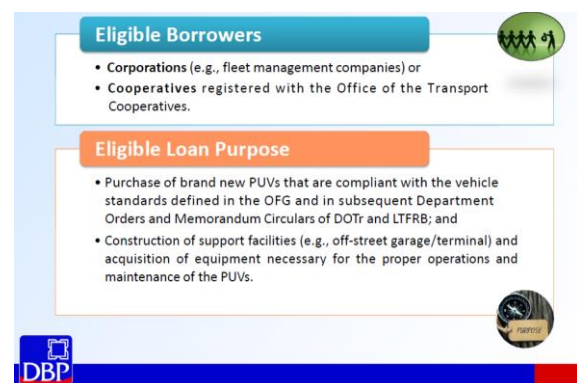 Eligible Borrowers
• Corporations (e.g., fleet management companies) or
• Cooperatives registered with the Office of the Transport
Cooperatives.
Eligible Loan Purpose
• Purchase of brand new PUVs that are compliant with the vehicle
standards defined in the OFG and in subsequent Department
Orders and Memorandum Circulars of DOTr and LTFRB; and
• Construction of support facilities (e.g., off-street garage/terminal) and
acquisition of equipment necessary for the proper operations and
maintenance of the PUVs.
PURPOSE
DBP